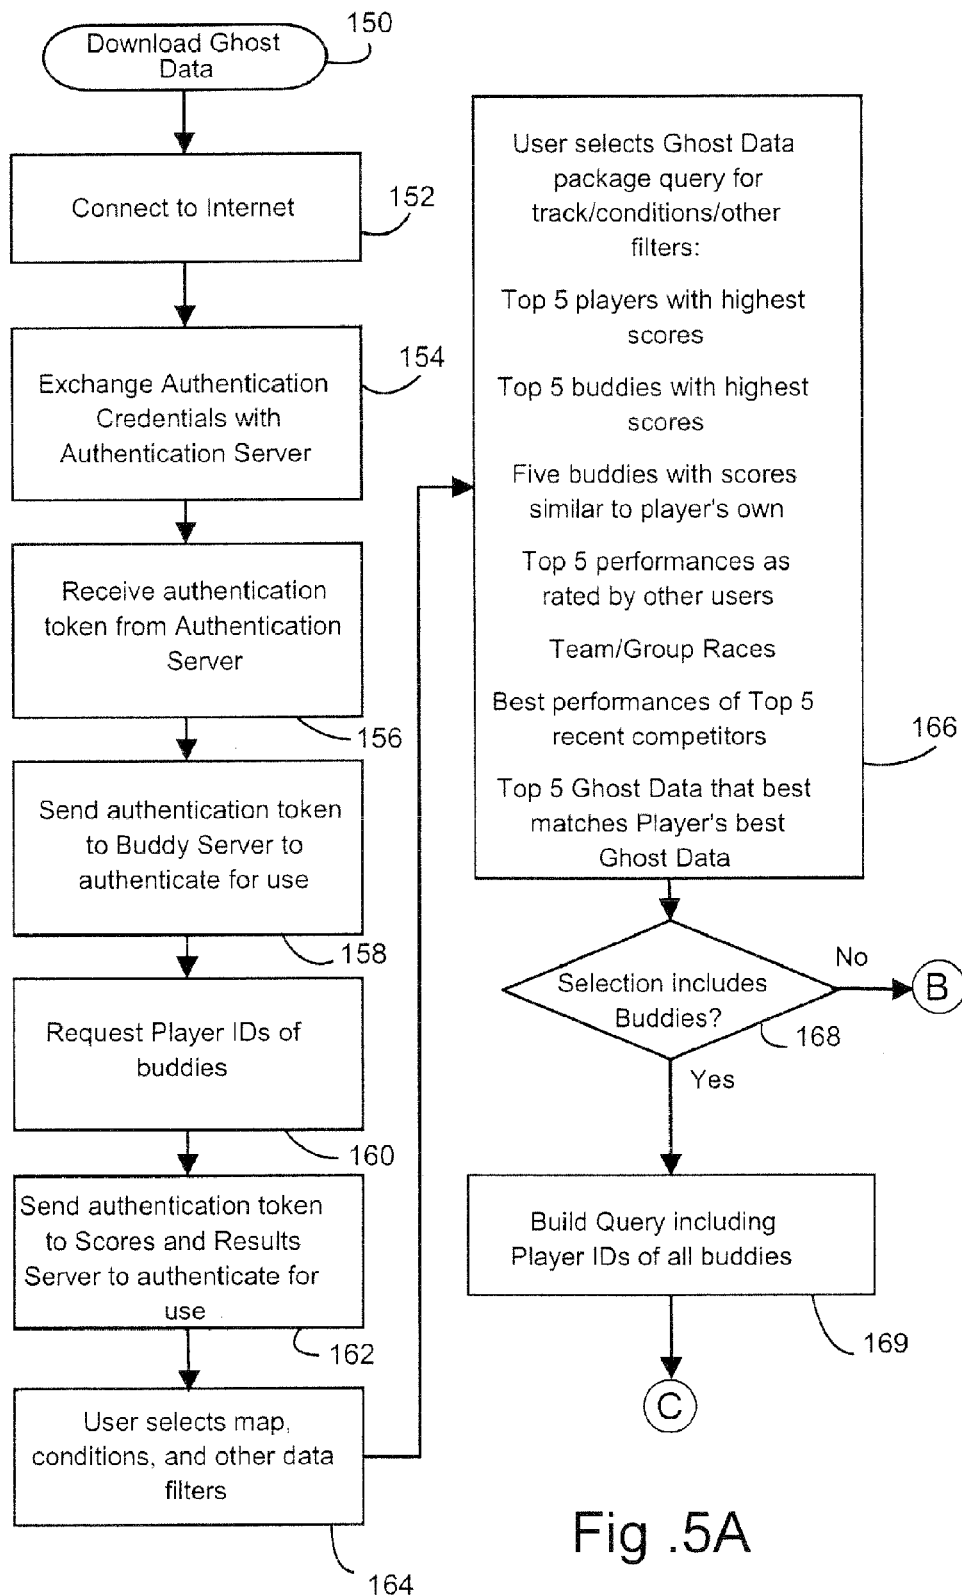 Download Ghost
Data
150
Connect to Internet
152
Exchange Authentication
Credentials with
Authentication Server
154
Receive authentication
token from Authentication
Server
156
Send authentication token
to Buddy Server to
authenticate for use
158
Request Player IDs of
buddies
160
Send authentication token
to Scores and Results
Server to authenticate for
use
162
User selects map,
conditions, and other data
filters
164
User selects Ghost Data
package query for
track/conditions/other
filters:
Top 5 players with highest
scores
Top 5 buddies with highest
scores
Five buddies with scores
similar to player's own
Top 5 performances as
rated by other users
Team/Group Races
Best performances of Top 5
recent competitors
Top 5 Ghost Data that best
matches Player's best
Ghost Data
166
Selection includes
Buddies?
168
No
B
Yes
Build Query including
Player IDs of all buddies
169
C
Fig .5A